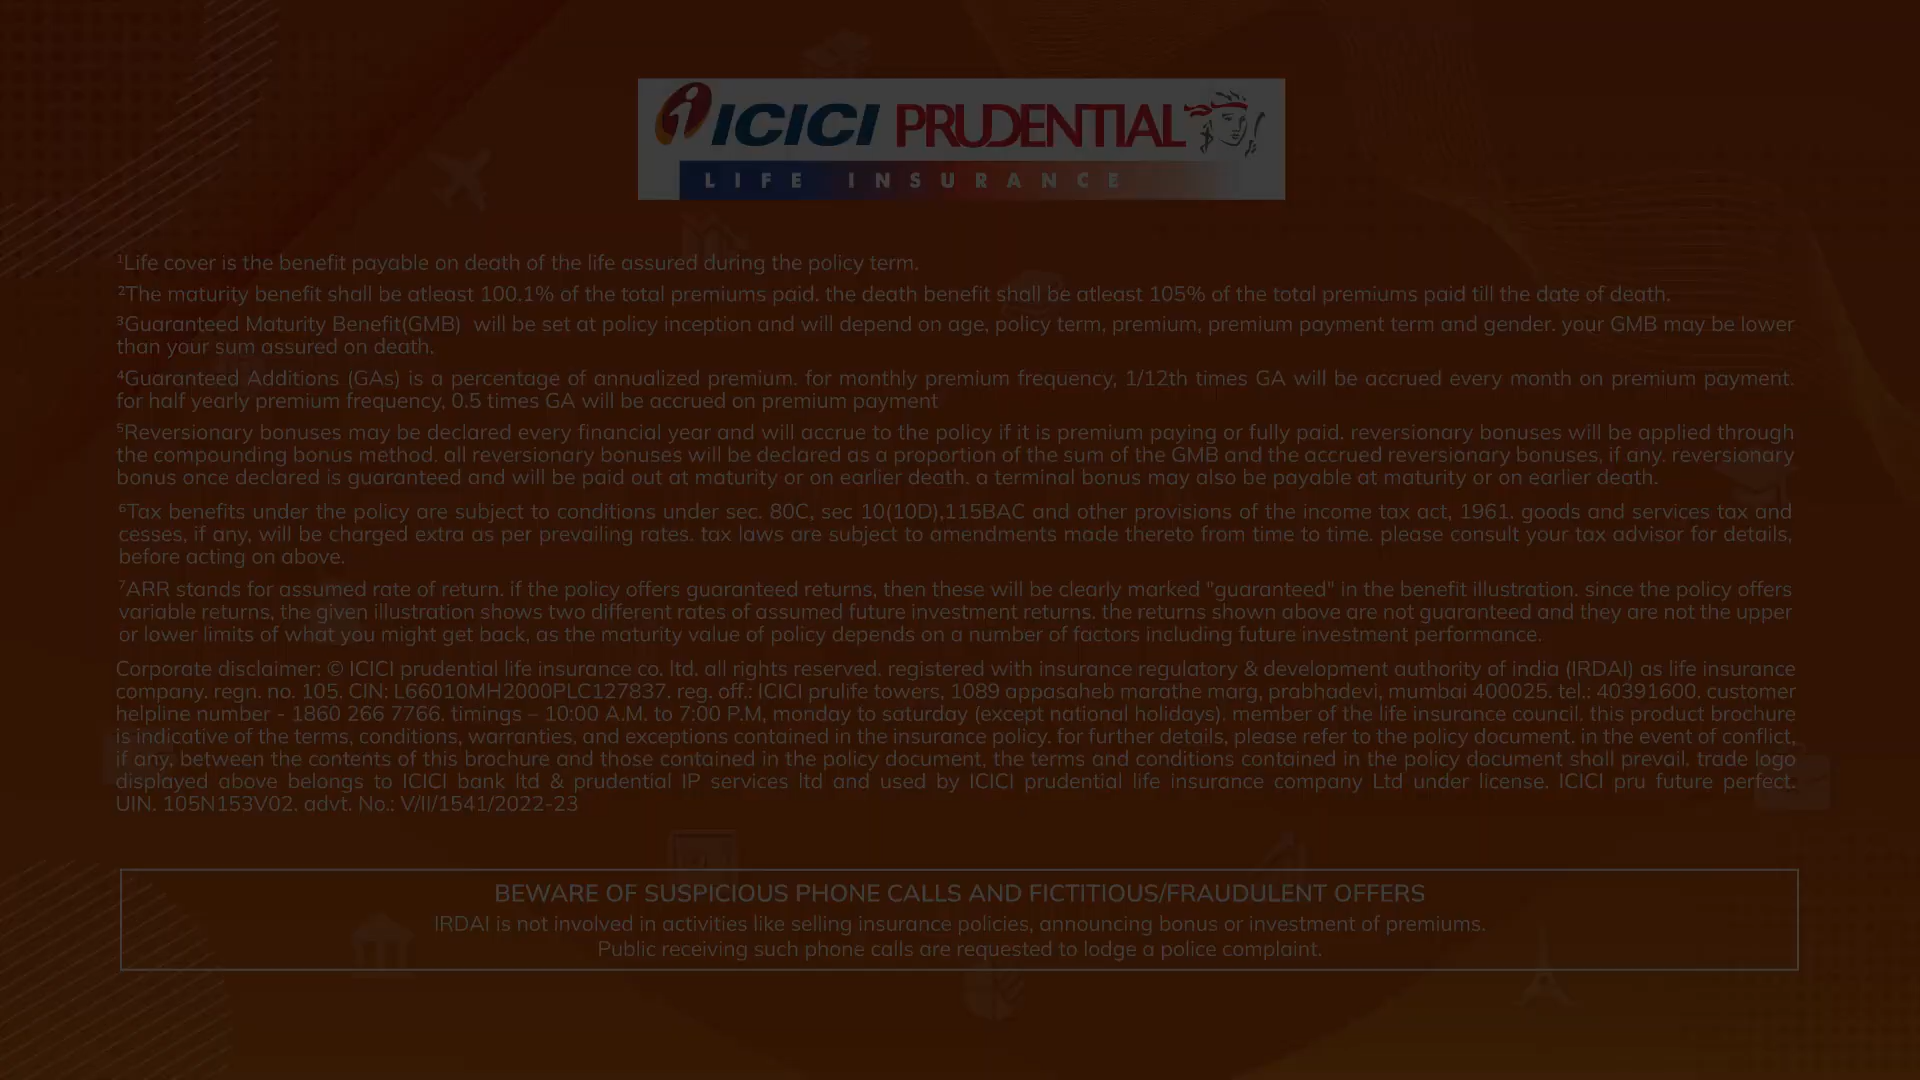 ICICI PRUDENTIAL
LIFE INSURANCE
¹Life cover is the benefit payable on death of the life assured during the policy term.
²The maturity benefit shall be atleast 100.1% of the total premiums paid. the death benefit shall be atleast 105% of the total premiums paid till the date of death.
³Guaranteed Maturity Benefit(GMB) will be set at policy inception and will depend on age, policy term, premium, premium payment term and gender. your GMB may be lower
than your sum assured on death.
⁴Guaranteed Additions (GAs) is a percentage of annualized premium. for monthly premium frequency, 1/12th times GA will be accrued every month on premium payment.
for half yearly premium frequency, 0.5 times GA will be accrued on premium payment
⁵Reversionary bonuses may be declared every financial year and will accrue to the policy if it is premium paying or fully paid. reversionary bonuses will be applied through
the compounding bonus method. all reversionary bonuses will be declared as a proportion of the sum of the GMB and the accrued reversionary bonuses, if any. reversionary
bonus once declared is guaranteed and will be paid out at maturity or on earlier death. a terminal bonus may also be payable at maturity or on earlier death.
⁶Tax benefits under the policy are subject to conditions under sec. 80C, sec 10(10D),115BAC and other provisions of the income tax act, 1961. goods and services tax and
cesses, if any, will be charged extra as per prevailing rates. tax laws are subject to amendments made thereto from time to time. please consult your tax advisor for details,
before acting on above.
⁷ARR stands for assumed rate of return. if the policy offers guaranteed returns, then these will be clearly marked "guaranteed" in the benefit illustration. since the policy offers
variable returns, the given illustration shows two different rates of assumed future investment returns. the returns shown above are not guaranteed and they are not the upper
or lower limits of what you might get back, as the maturity value of policy depends on a number of factors including future investment performance.
Corporate disclaimer: © ICICI prudential life insurance co. ltd. all rights reserved. registered with insurance regulatory & development authority of india (IRDAI) as life insurance
company. regn. no. 105. CIN: L66010MH2000PLC127837. reg. off.: ICICI prulife towers, 1089 appasaheb marathe marg, prabhadevi, mumbai 400025. tel.: 40391600. customer
helpline number - 1860 266 7766. timings – 10:00 A.M. to 7:00 P.M, monday to saturday (except national holidays). member of the life insurance council. this product brochure
is indicative of the terms, conditions, warranties, and exceptions contained in the insurance policy. for further details, please refer to the policy document. in the event of conflict,
if any, between the contents of this brochure and those contained in the policy document, the terms and conditions contained in the policy document shall prevail. trade logo
displayed above belongs to ICICI bank ltd & prudential IP services ltd and used by ICICI prudential life insurance company Ltd under license. ICICI pru future perfect.
UIN. 105N153V02. advt. No.: V/II/1541/2022-23
BEWARE OF SUSPICIOUS PHONE CALLS AND FICTITIOUS/FRAUDULENT OFFERS
IRDAI is not involved in activities like selling insurance policies, announcing bonus or investment of premiums.
Public receiving such phone calls are requested to lodge a police complaint.